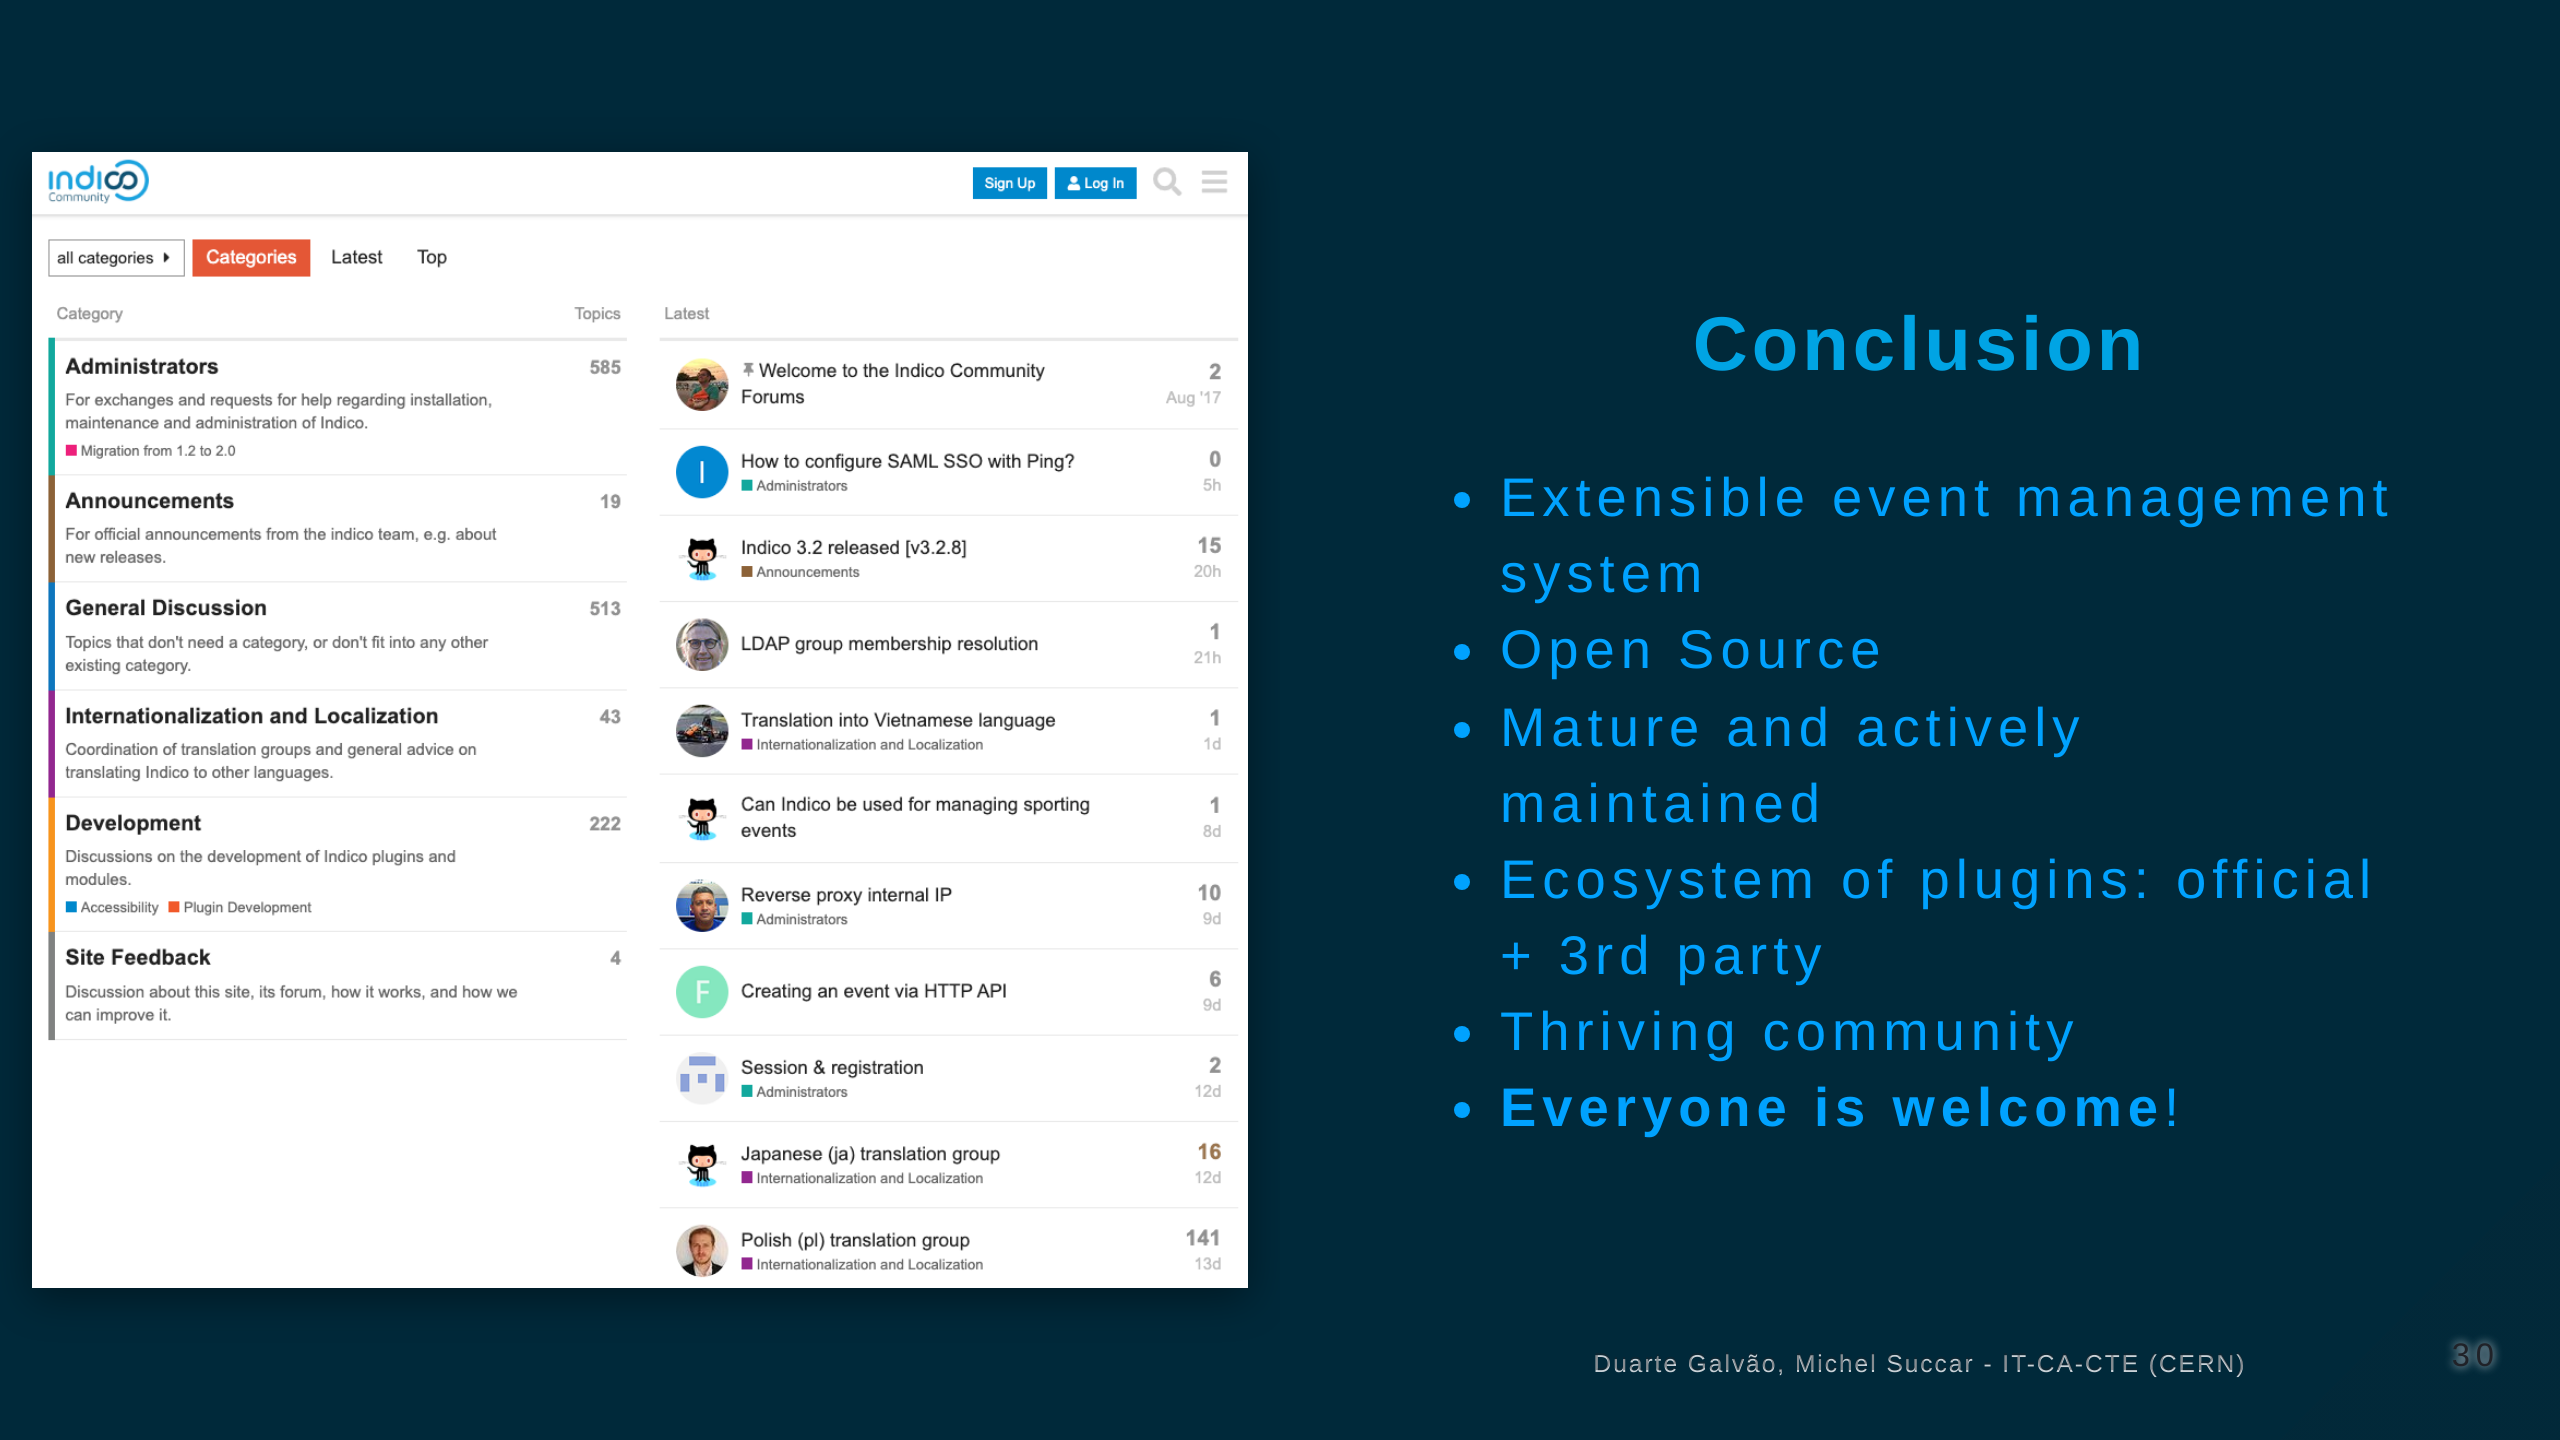 indico
Community
Sign Up
Log In
all categories
Categories
Latest
Top
Category
Topics
Administrators
585
For exchanges and requests for help regarding installation,
maintenance and administration of Indico.
Migration from 1.2 to 2.0
Announcements
19
For official announcements from the indico team, e.g. about
new releases.
General Discussion
513
Topics that don't need a category, or don't fit into any other
existing category.
Internationalization and Localization
43
Coordination of translation groups and general advice on
translating Indico to other languages.
Development
222
Discussions on the development of Indico plugins and
modules.
Accessibility
Plugin Development
Site Feedback
4
Discussion about this site, its forum, how it works, and how we
can improve it.
Latest
Welcome to the Indico Community
Forums
2
Aug '17
I
How to configure SAML SSO with Ping?
Administrators
0
5h
Indico 3.2 released [v3.2.8]
Announcements
15
20h
LDAP group membership resolution
1
21h
Translation into Vietnamese language
Internationalization and Localization
1
1d
Can Indico be used for managing sporting
events
1
8d
Reverse proxy internal IP
Administrators
10
9d
F
Creating an event via HTTP API
6
9d
Session & registration
Administrators
2
12d
Japanese (ja) translation group
Internationalization and Localization
16
12d
Polish (pl) translation group
Internationalization and Localization
141
13d
Conclusion
• Extensible event management
system
• Open Source
• Mature and actively
maintained
• Ecosystem of plugins: official
+ 3rd party
• Thriving community
• Everyone is welcome!
Duarte Galvão, Michel Succar - IT-CA-CTE (CERN)
30